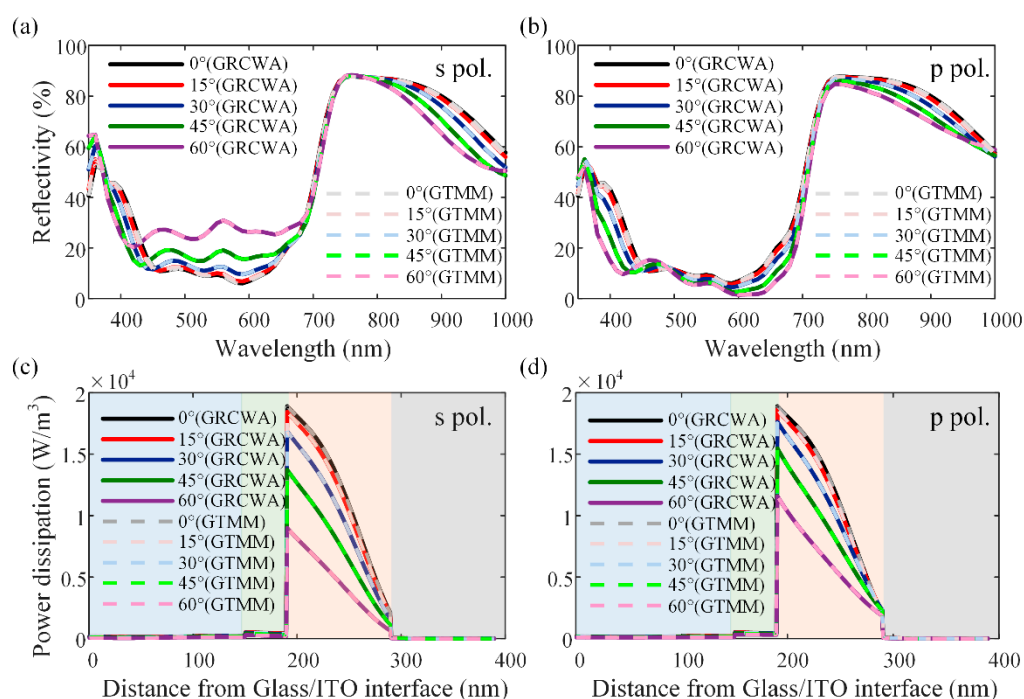 (a)
100
80
60
40
20
0
Reflectivity (%)
0°(GRCWA)
15°(GRCWA)
30°(GRCWA)
45°(GRCWA)
60°(GRCWA)
s pol.
0°(GTMM)
15°(GTMM)
30°(GTMM)
45°(GTMM)
60°(GTMM)
400 500 600 700 800 900 1000
Wavelength (nm)
(b)
100
80
60
40
20
0
0°(GRCWA)
15°(GRCWA)
30°(GRCWA)
45°(GRCWA)
60°(GRCWA)
p pol.
0°(GTMM)
15°(GTMM)
30°(GTMM)
45°(GTMM)
60°(GTMM)
400 500 600 700 800 900 1000
Wavelength (nm)
(c)
×10⁴
2
1.5
1
0.5
0
Power dissipation (W/m³)
0°(GRCWA)
15°(GRCWA)
30°(GRCWA)
45°(GRCWA)
60°(GRCWA)
0°(GTMM)
15°(GTMM)
30°(GTMM)
45°(GTMM)
60°(GTMM)
s pol.
0 100 200 300 400
Distance from Glass/ITO interface (nm)
(d)
×10⁴
2
1.5
1
0.5
0
0°(GRCWA)
15°(GRCWA)
30°(GRCWA)
45°(GRCWA)
60°(GRCWA)
0°(GTMM)
15°(GTMM)
30°(GTMM)
45°(GTMM)
60°(GTMM)
p pol.
0 100 200 300 400
Distance from Glass/ITO interface (nm)